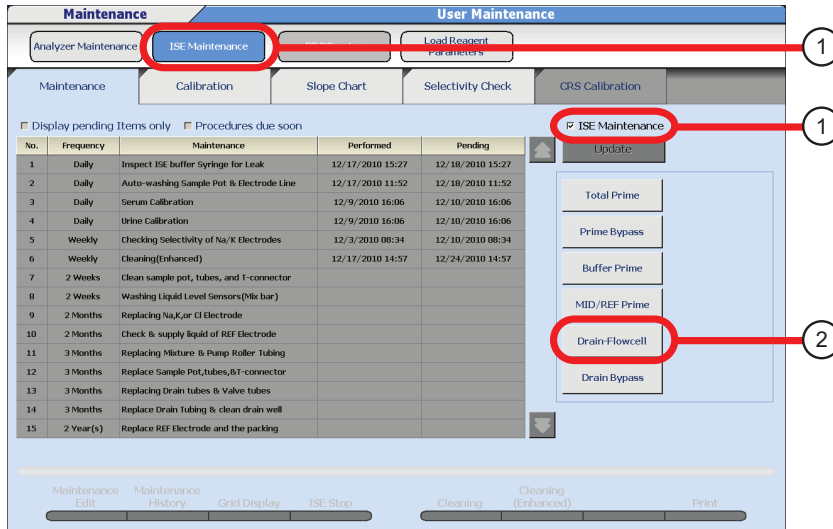 Maintenance User Maintenance
Analyzer Maintenance ISE Maintenance Load Reagent Parameters
1
Maintenance Calibration Slope Chart Selectivity Check CRS Calibration
Display pending Items only Procedures due soon ISE Maintenance
1
Update
No. Frequency Maintenance Performed Pending
1 Daily Inspect ISE buffer Syringe for Leak 12/17/2010 15:27 12/18/2010 15:27
2 Daily Auto-washing Sample Pot & Electrode Line 12/17/2010 11:52 12/18/2010 11:52
3 Daily Serum Calibration 12/9/2010 16:06 12/10/2010 16:06
4 Daily Urine Calibration 12/9/2010 16:06 12/10/2010 16:06
5 Weekly Checking Selectivity of Na/K Electrodes 12/3/2010 08:34 12/10/2010 08:34
6 Weekly Cleaning(Enhanced) 12/17/2010 14:57 12/24/2010 14:57
7 2 Weeks Clean sample pot, tubes, and T-connector
8 2 Weeks Washing Liquid Level Sensors(Mix bar)
9 2 Months Replacing Na,K,or Cl Electrode
10 2 Months Check & supply liquid of REF Electrode
11 3 Months Replacing Mixture & Pump Roller Tubing
12 3 Months Replace Sample Pot,tubes,&T-connector
13 3 Months Replacing Drain tubes & Valve tubes
14 3 Months Replace Drain Tubing & clean drain well
15 2 Year(s) Replace REF Electrode and the packing
Total Prime
Prime Bypass
Buffer Prime
MID/REF Prime
Drain-Flowcell
2
Drain Bypass
Maintenance Edit Maintenance History Grid Display ISE Stop Cleaning Cleaning (Enhanced) Print